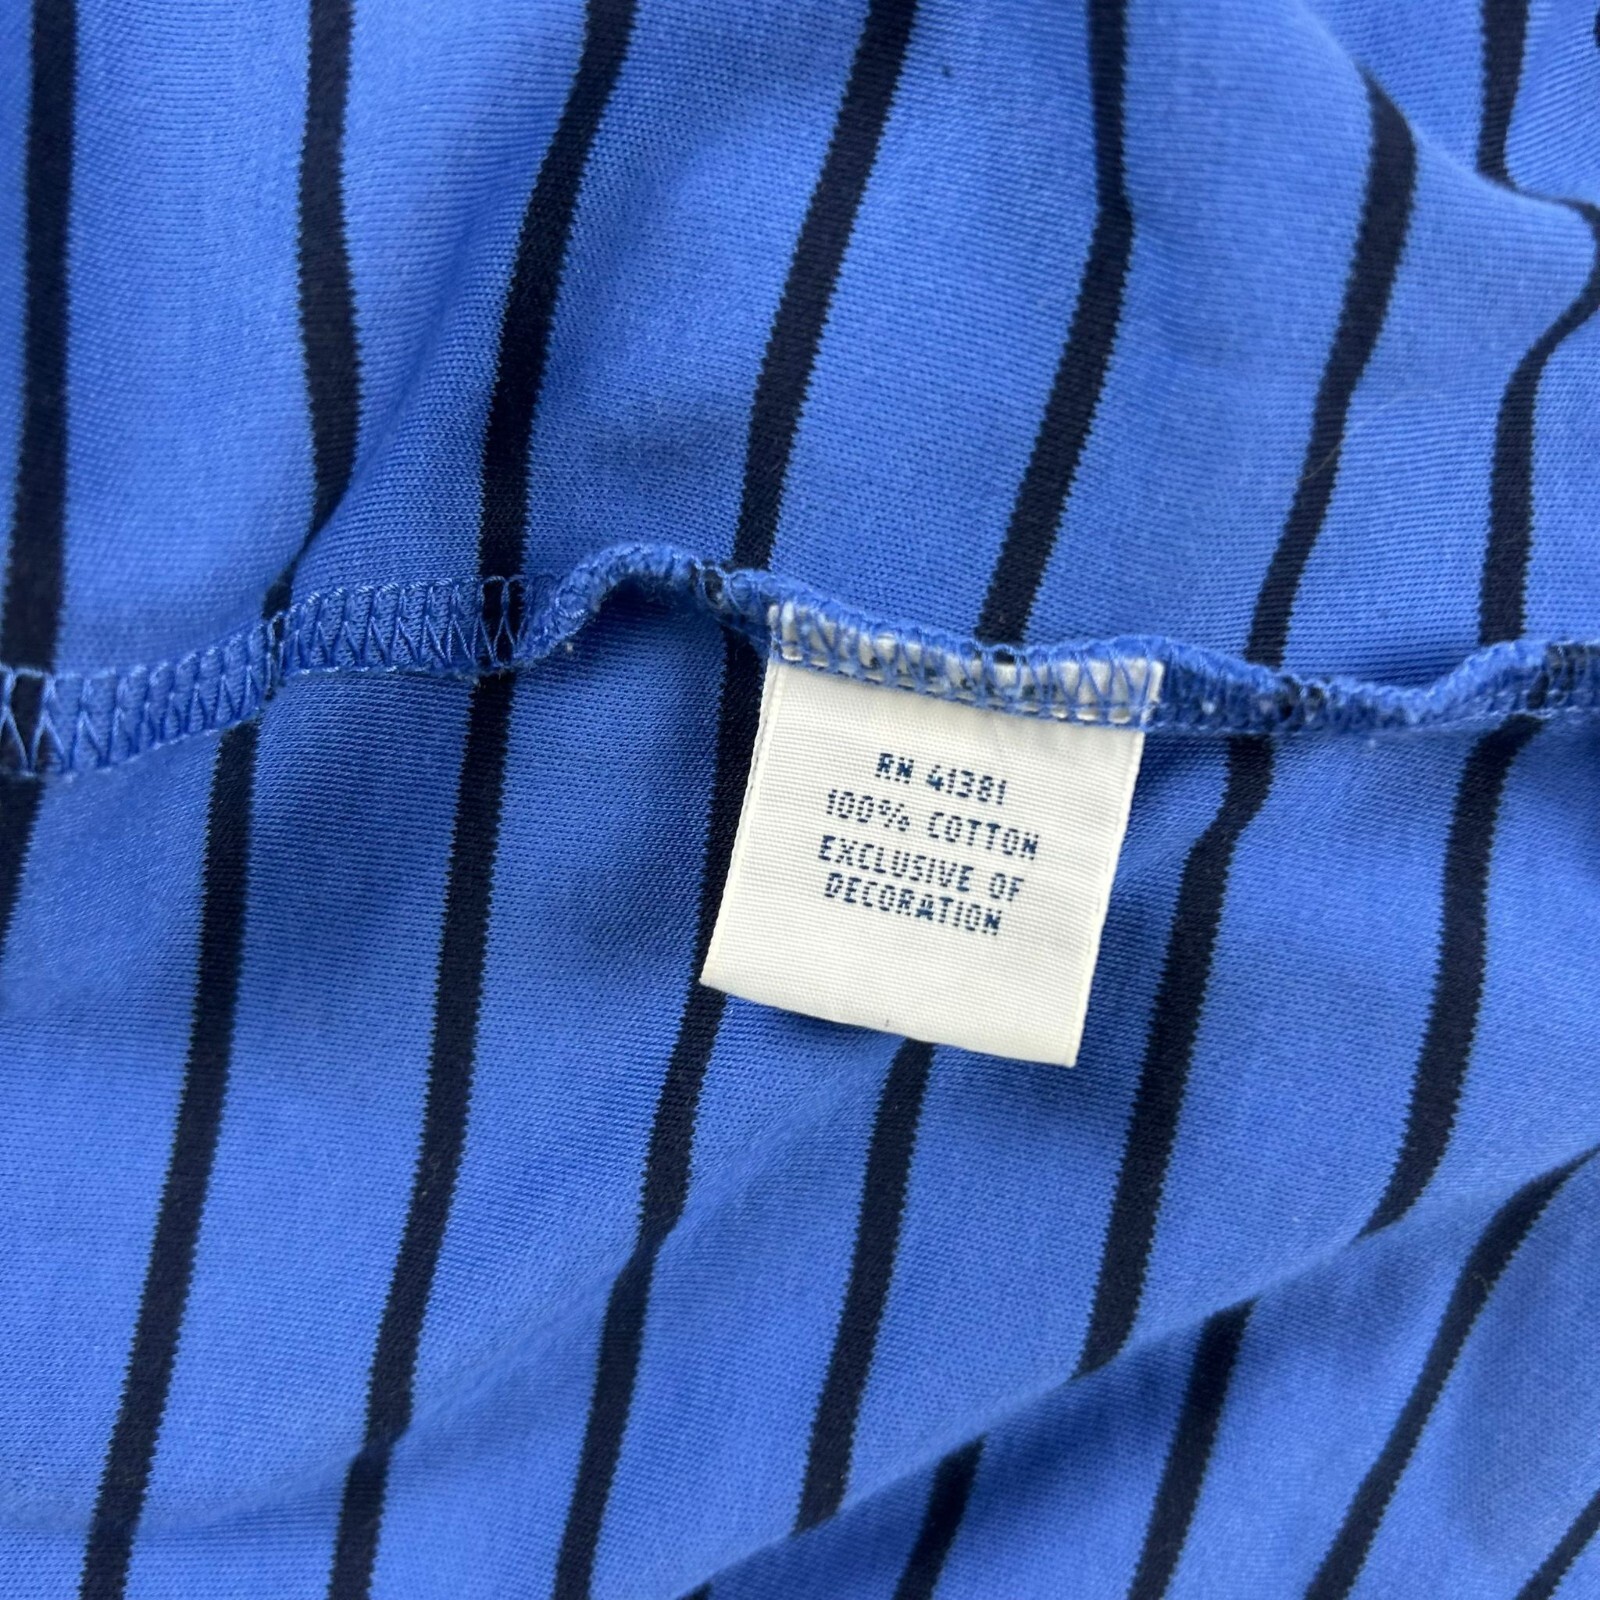 RN 41381
100% COTTON
EXCLUSIVE OF
DECORATION